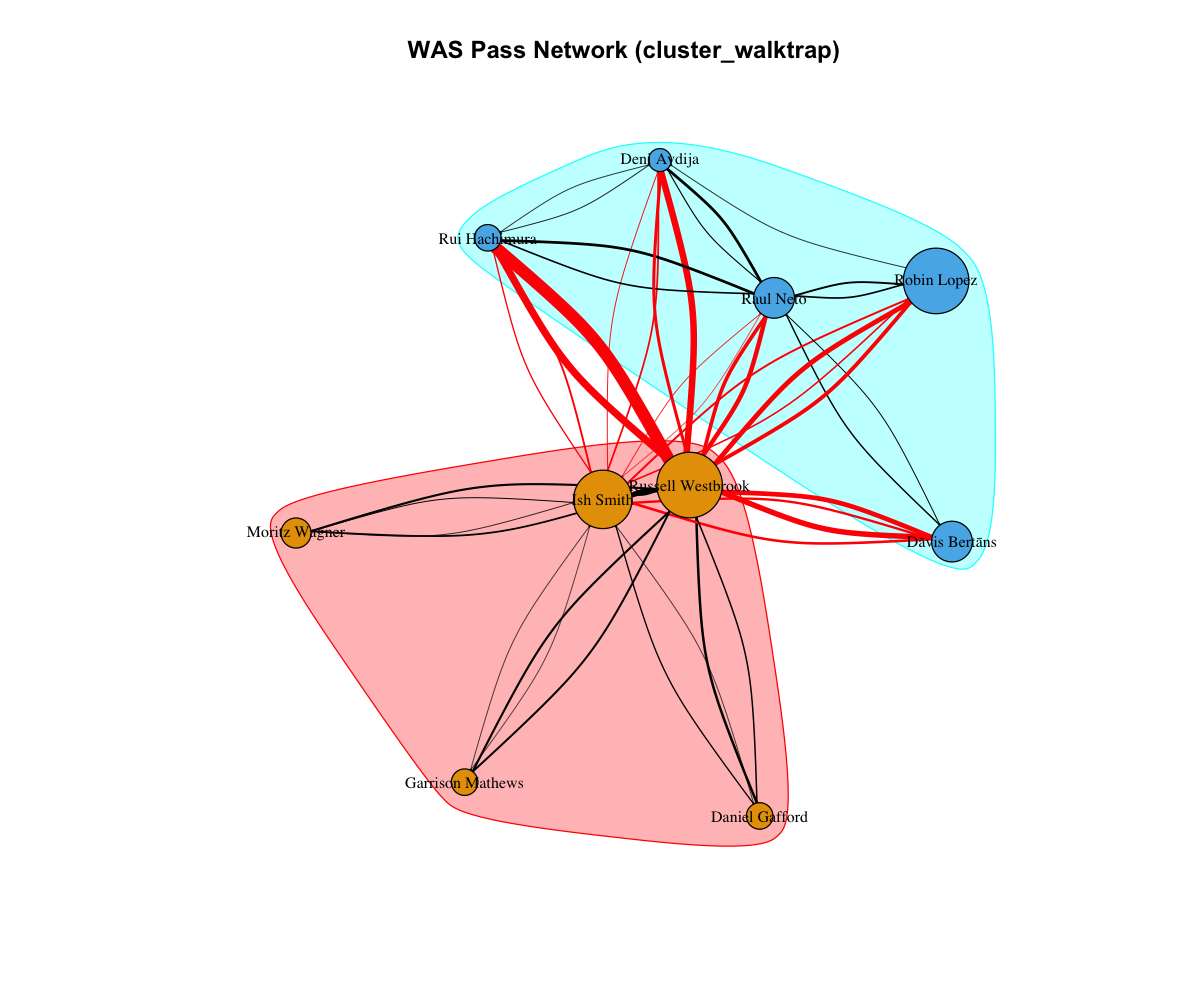 WAS Pass Network (cluster_walktrap)
Deni Avdija
Rui Hachimura
Robin Lopez
Raul Neto
Russell Westbrook
Ish Smith
Moritz Wagner
Dāvis Bertāns
Garrison Mathews
Daniel Gafford